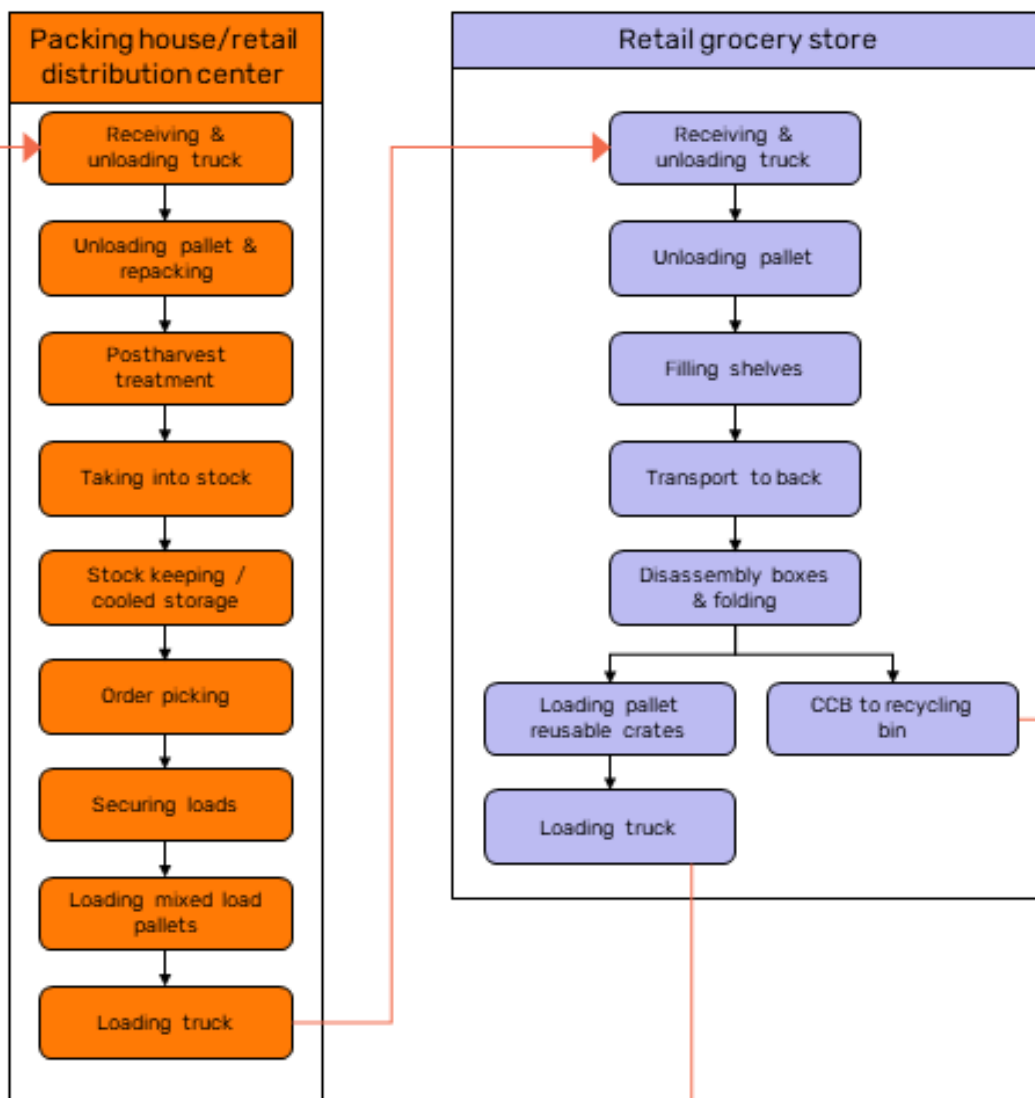 Packing house/retail
distribution center
Receiving &
unloading truck
Unloading pallet &
repacking
Postharvest
treatment
Taking into stock
Stock keeping /
cooled storage
Order picking
Securing loads
Loading mixed load
pallets
Loading truck
Retail grocery store
Receiving &
unloading truck
Unloading pallet
Filling shelves
Transport to back
Disassembly boxes
& folding
Loading pallet
reusable crates
CCB to recycling
bin
Loading truck